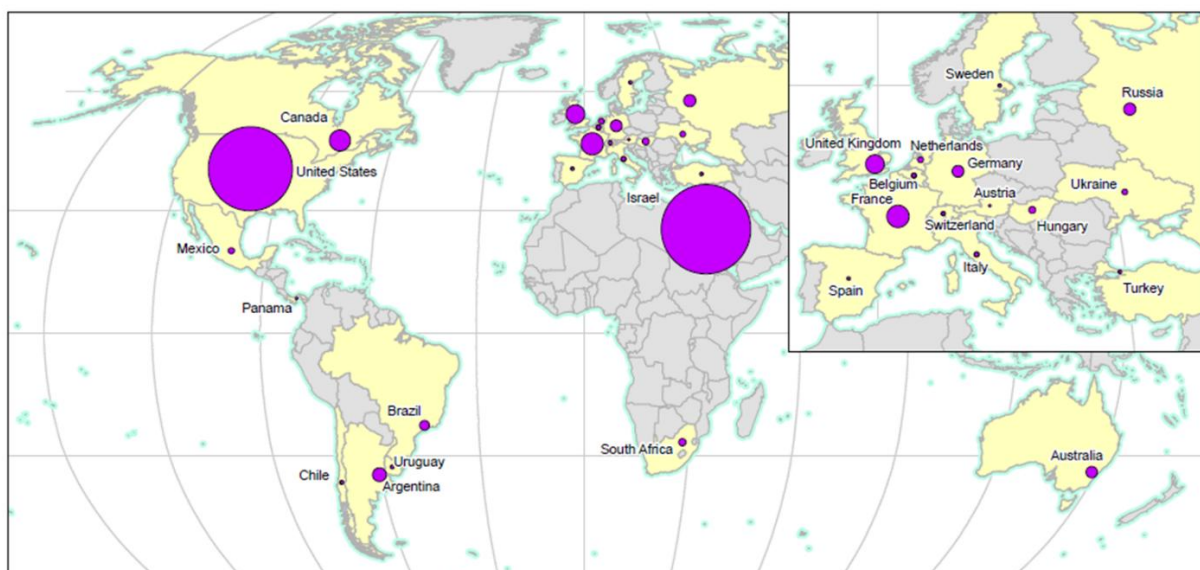 Canada
United States
Mexico
Panama
Brazil
Uruguay
Chile
Argentina
Israel
South Africa
Australia
Sweden
Russia
United Kingdom
Netherlands
Germany
Belgium
Austria
Ukraine
France
Switzerland
Hungary
Italy
Spain
Turkey